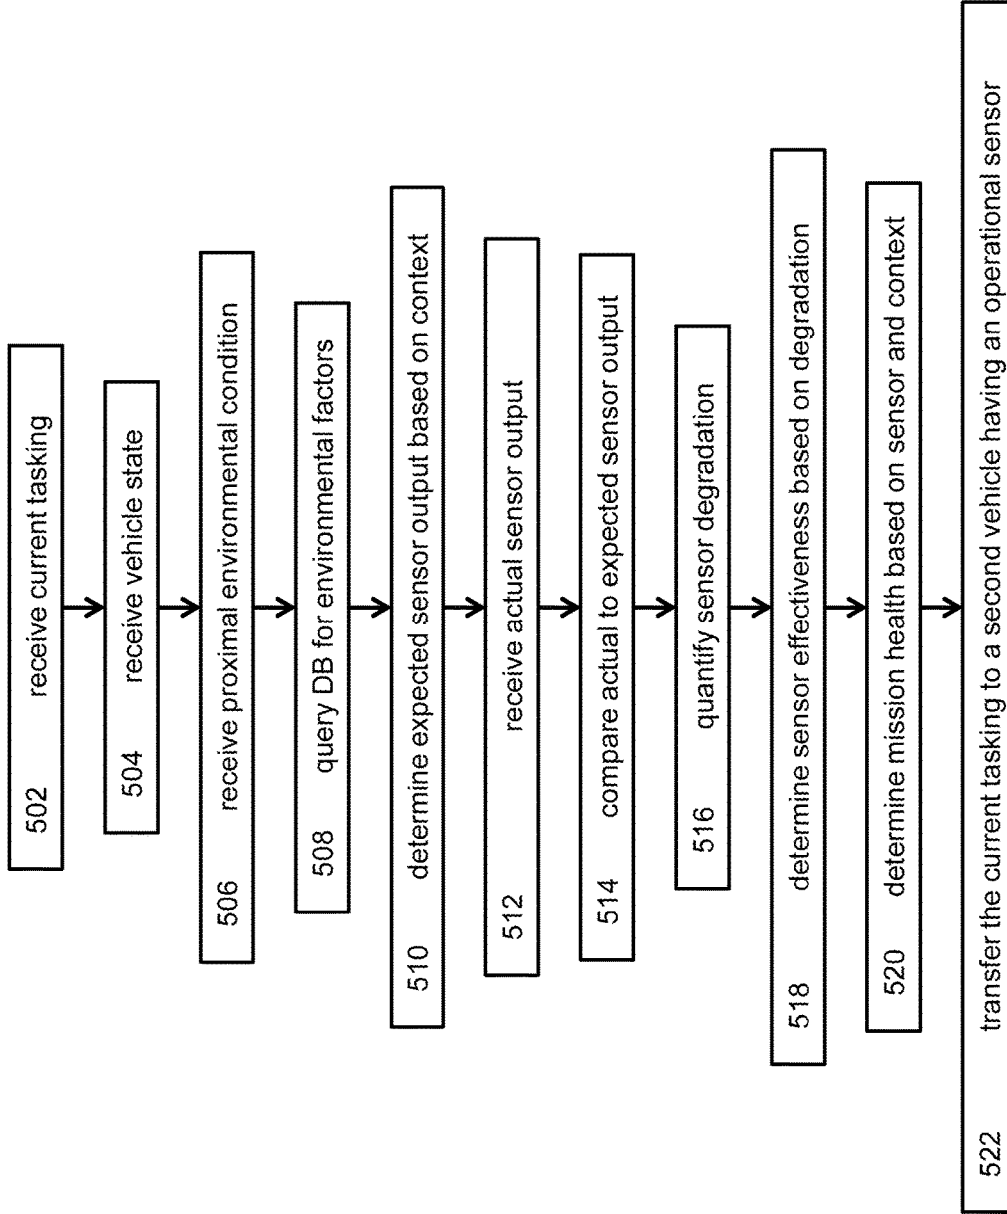 502 receive current tasking
504 receive vehicle state
506 receive proximal environmental condition
508 query DB for environmental factors
510 determine expected sensor output based on context
512 receive actual sensor output
514 compare actual to expected sensor output
516 quantify sensor degradation
518 determine sensor effectiveness based on degradation
520 determine mission health based on sensor and context
522 transfer the current tasking to a second vehicle having an operational sensor